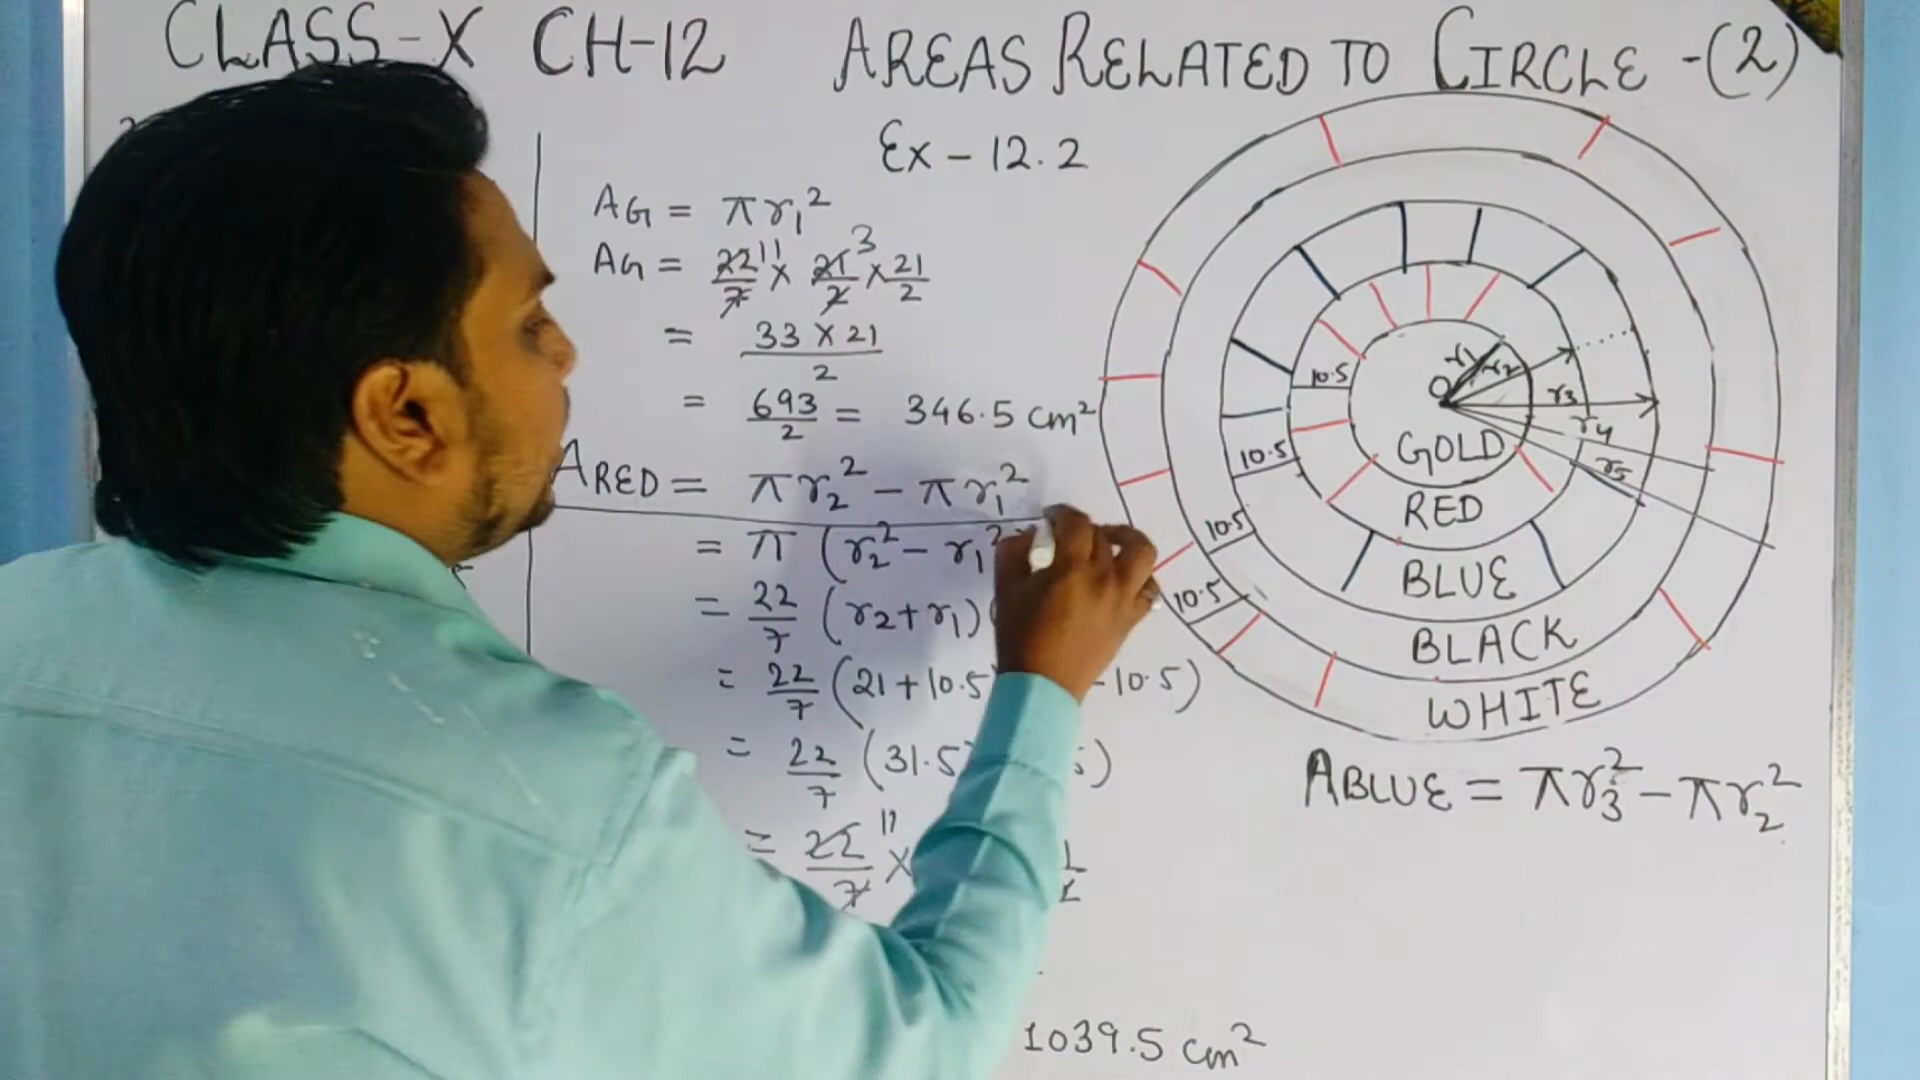 CLASS-X CH-12 AREAS RELATED TO CIRCLE -(2)
Ex - 12.2
AG = πr₁²
AG = 22/7 11 × 21/2 3 × 21/2
= 33 × 21 / 2
= 693/2 = 346.5 cm²
ARED = πr₂² - πr₁²
= π (r₂² - r₁²
= 22/7 (r₂ + r₁) (
= 22/7 (21 + 10.5 - 10.5)
= 22/7 (31.5 )
= 22/7 11 ×
1039.5 cm²
O r₁ r₂ r₃ r₄ r₅
10.5
10.5
10.5
10.5
GOLD
RED
BLUE
BLACK
WHITE
ABLUE = πr₃² - πr₂²